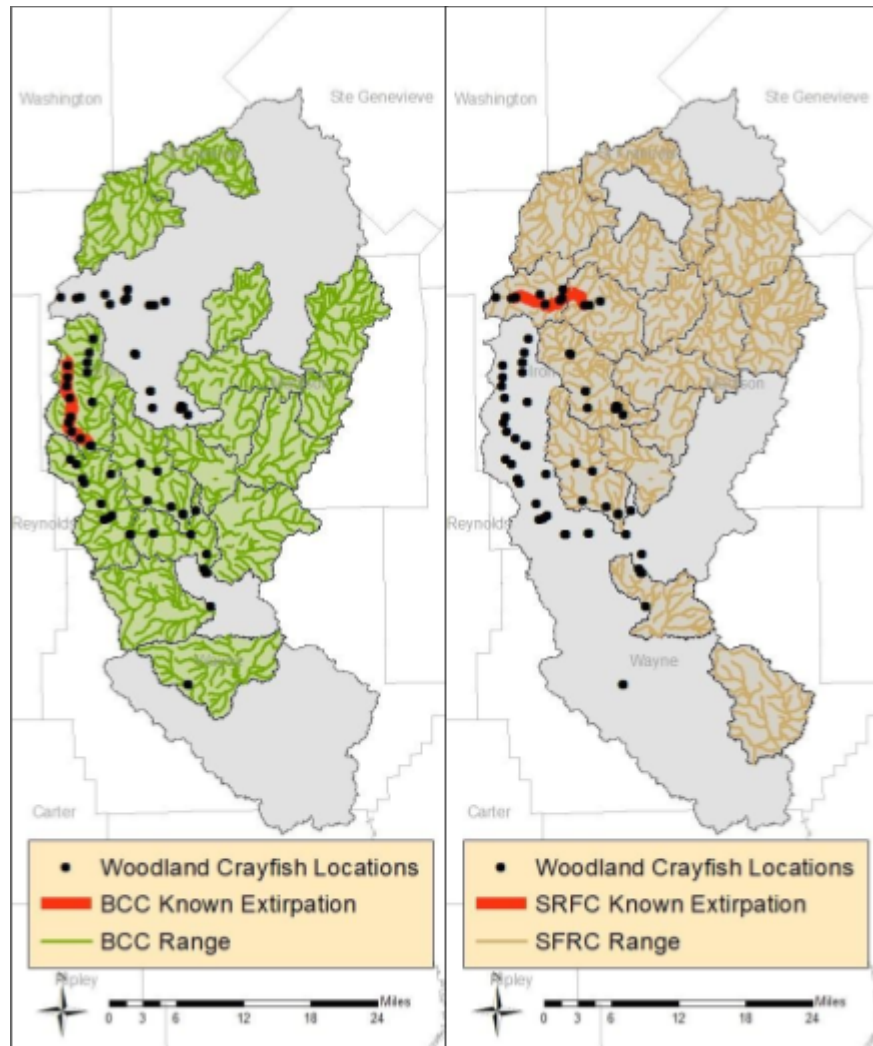 Washington
Ste Genevieve
Reynolds
Wayne
Carter
Woodland Crayfish Locations
BCC Known Extirpation
BCC Range
Ripley
N
Miles
0 3 6 12 18 24
Washington
Ste Genevieve
Iron
Reynolds
Wayne
Carter
Woodland Crayfish Locations
SRFC Known Extirpation
SFRC Range
Ripley
N
Miles
0 3 6 12 18 24